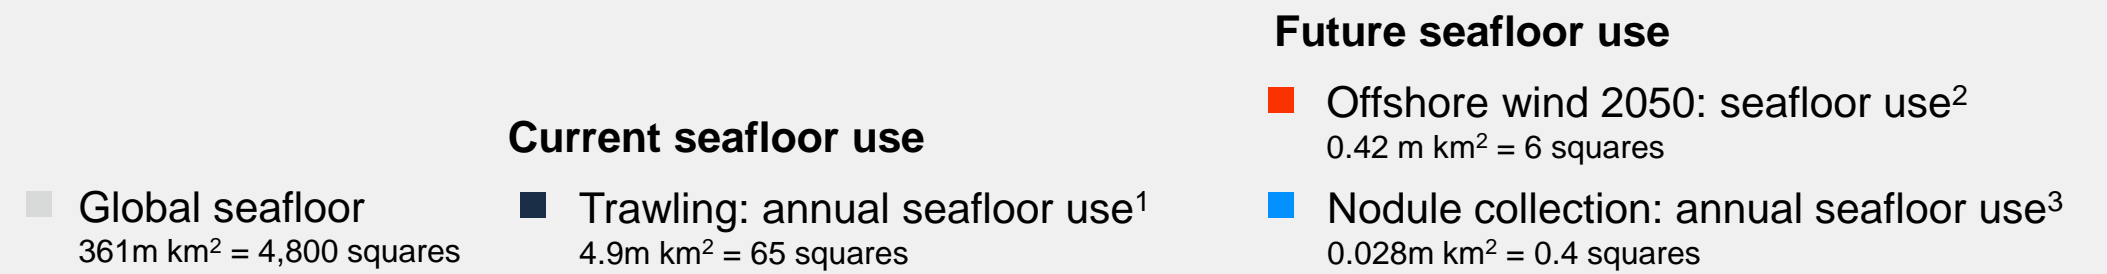 Global seafloor
361m km² = 4,800 squares
Current seafloor use
Trawling: annual seafloor use¹
4.9m km² = 65 squares
Future seafloor use
Offshore wind 2050: seafloor use²
0.42 m km² = 6 squares
Nodule collection: annual seafloor use³
0.028m km² = 0.4 squares